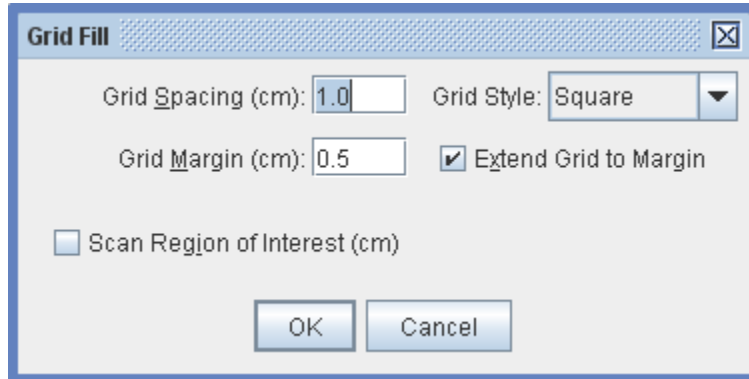 Grid Fill
Grid Spacing (cm): 1.0 Grid Style: Square
Grid Margin (cm): 0.5 Extend Grid to Margin
Scan Region of Interest (cm)
OK Cancel